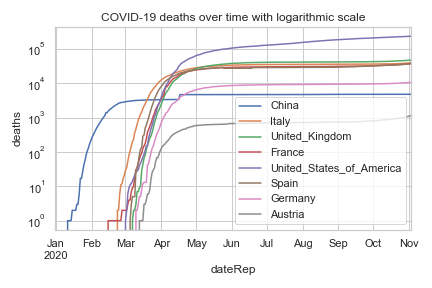 COVID-19 deaths over time with logarithmic scale
deaths
10^5
10^4
10^3
10^2
10^1
10^0
China
Italy
United_Kingdom
France
United_States_of_America
Spain
Germany
Austria
Jan Feb Mar Apr May Jun Jul Aug Sep Oct Nov
2020
dateRep